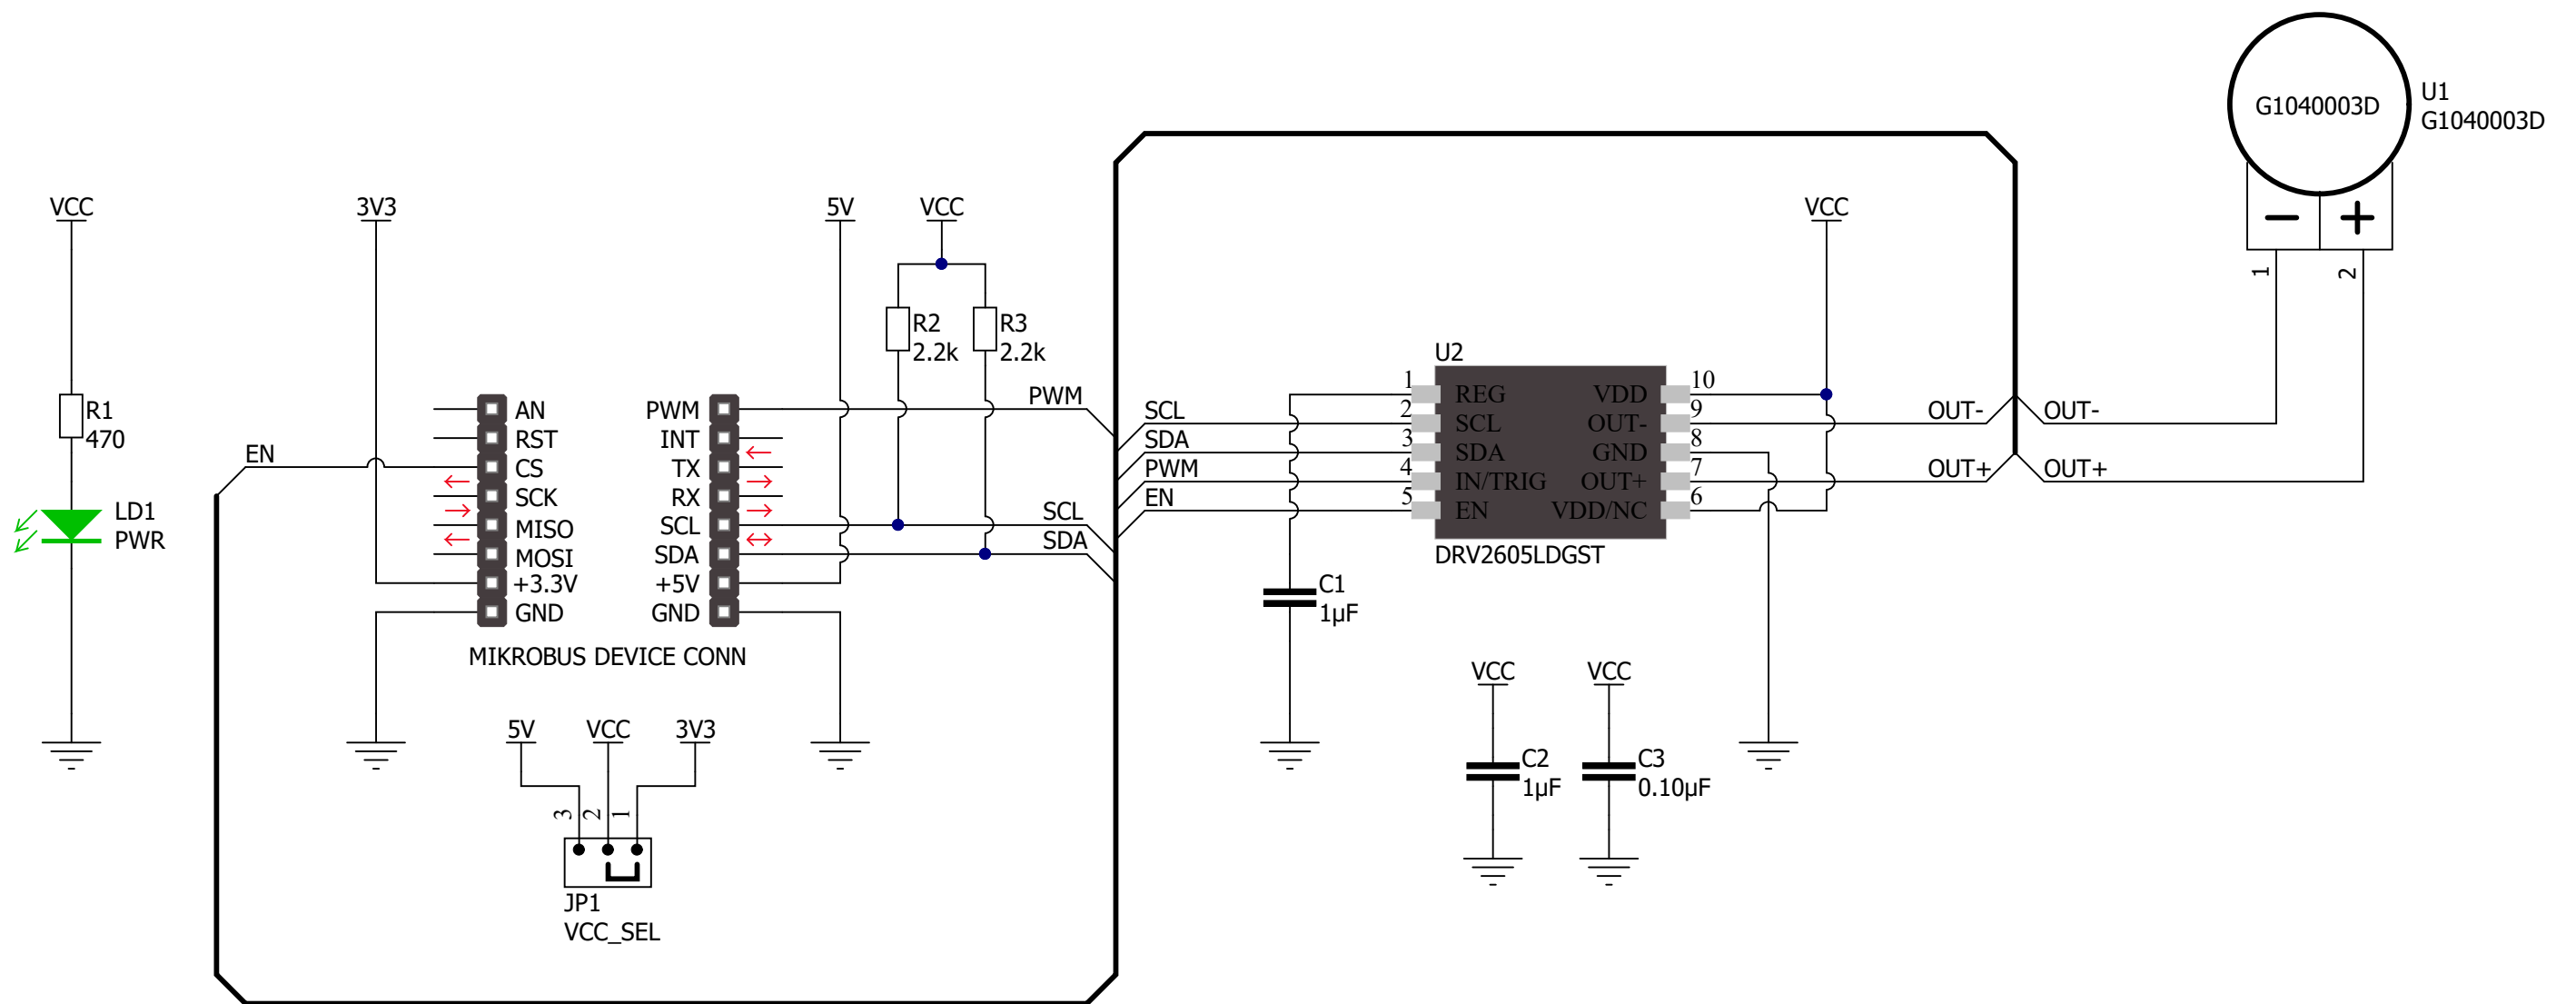 G1040003D
U1
G1040003D
1
2
VCC
3V3
5V
VCC
VCC
R1
470
LD1
PWR
R2
2.2k
R3
2.2k
EN
AN
RST
CS
SCK
MISO
MOSI
+3.3V
GND
PWM
INT
TX
RX
SCL
SDA
+5V
GND
MIKROBUS DEVICE CONN
PWM
SCL
SDA
SCL
SDA
PWM
EN
U2
1
2
3
4
5
REG
SCL
SDA
IN/TRIG
EN
VDD
OUT-
GND
OUT+
VDD/NC
10
9
8
7
6
DRV2605LDGST
OUT-
OUT-
OUT+
OUT+
C1
1µF
VCC
C2
1µF
VCC
C3
0.10µF
5V
VCC
3V3
3
2
1
JP1
VCC_SEL